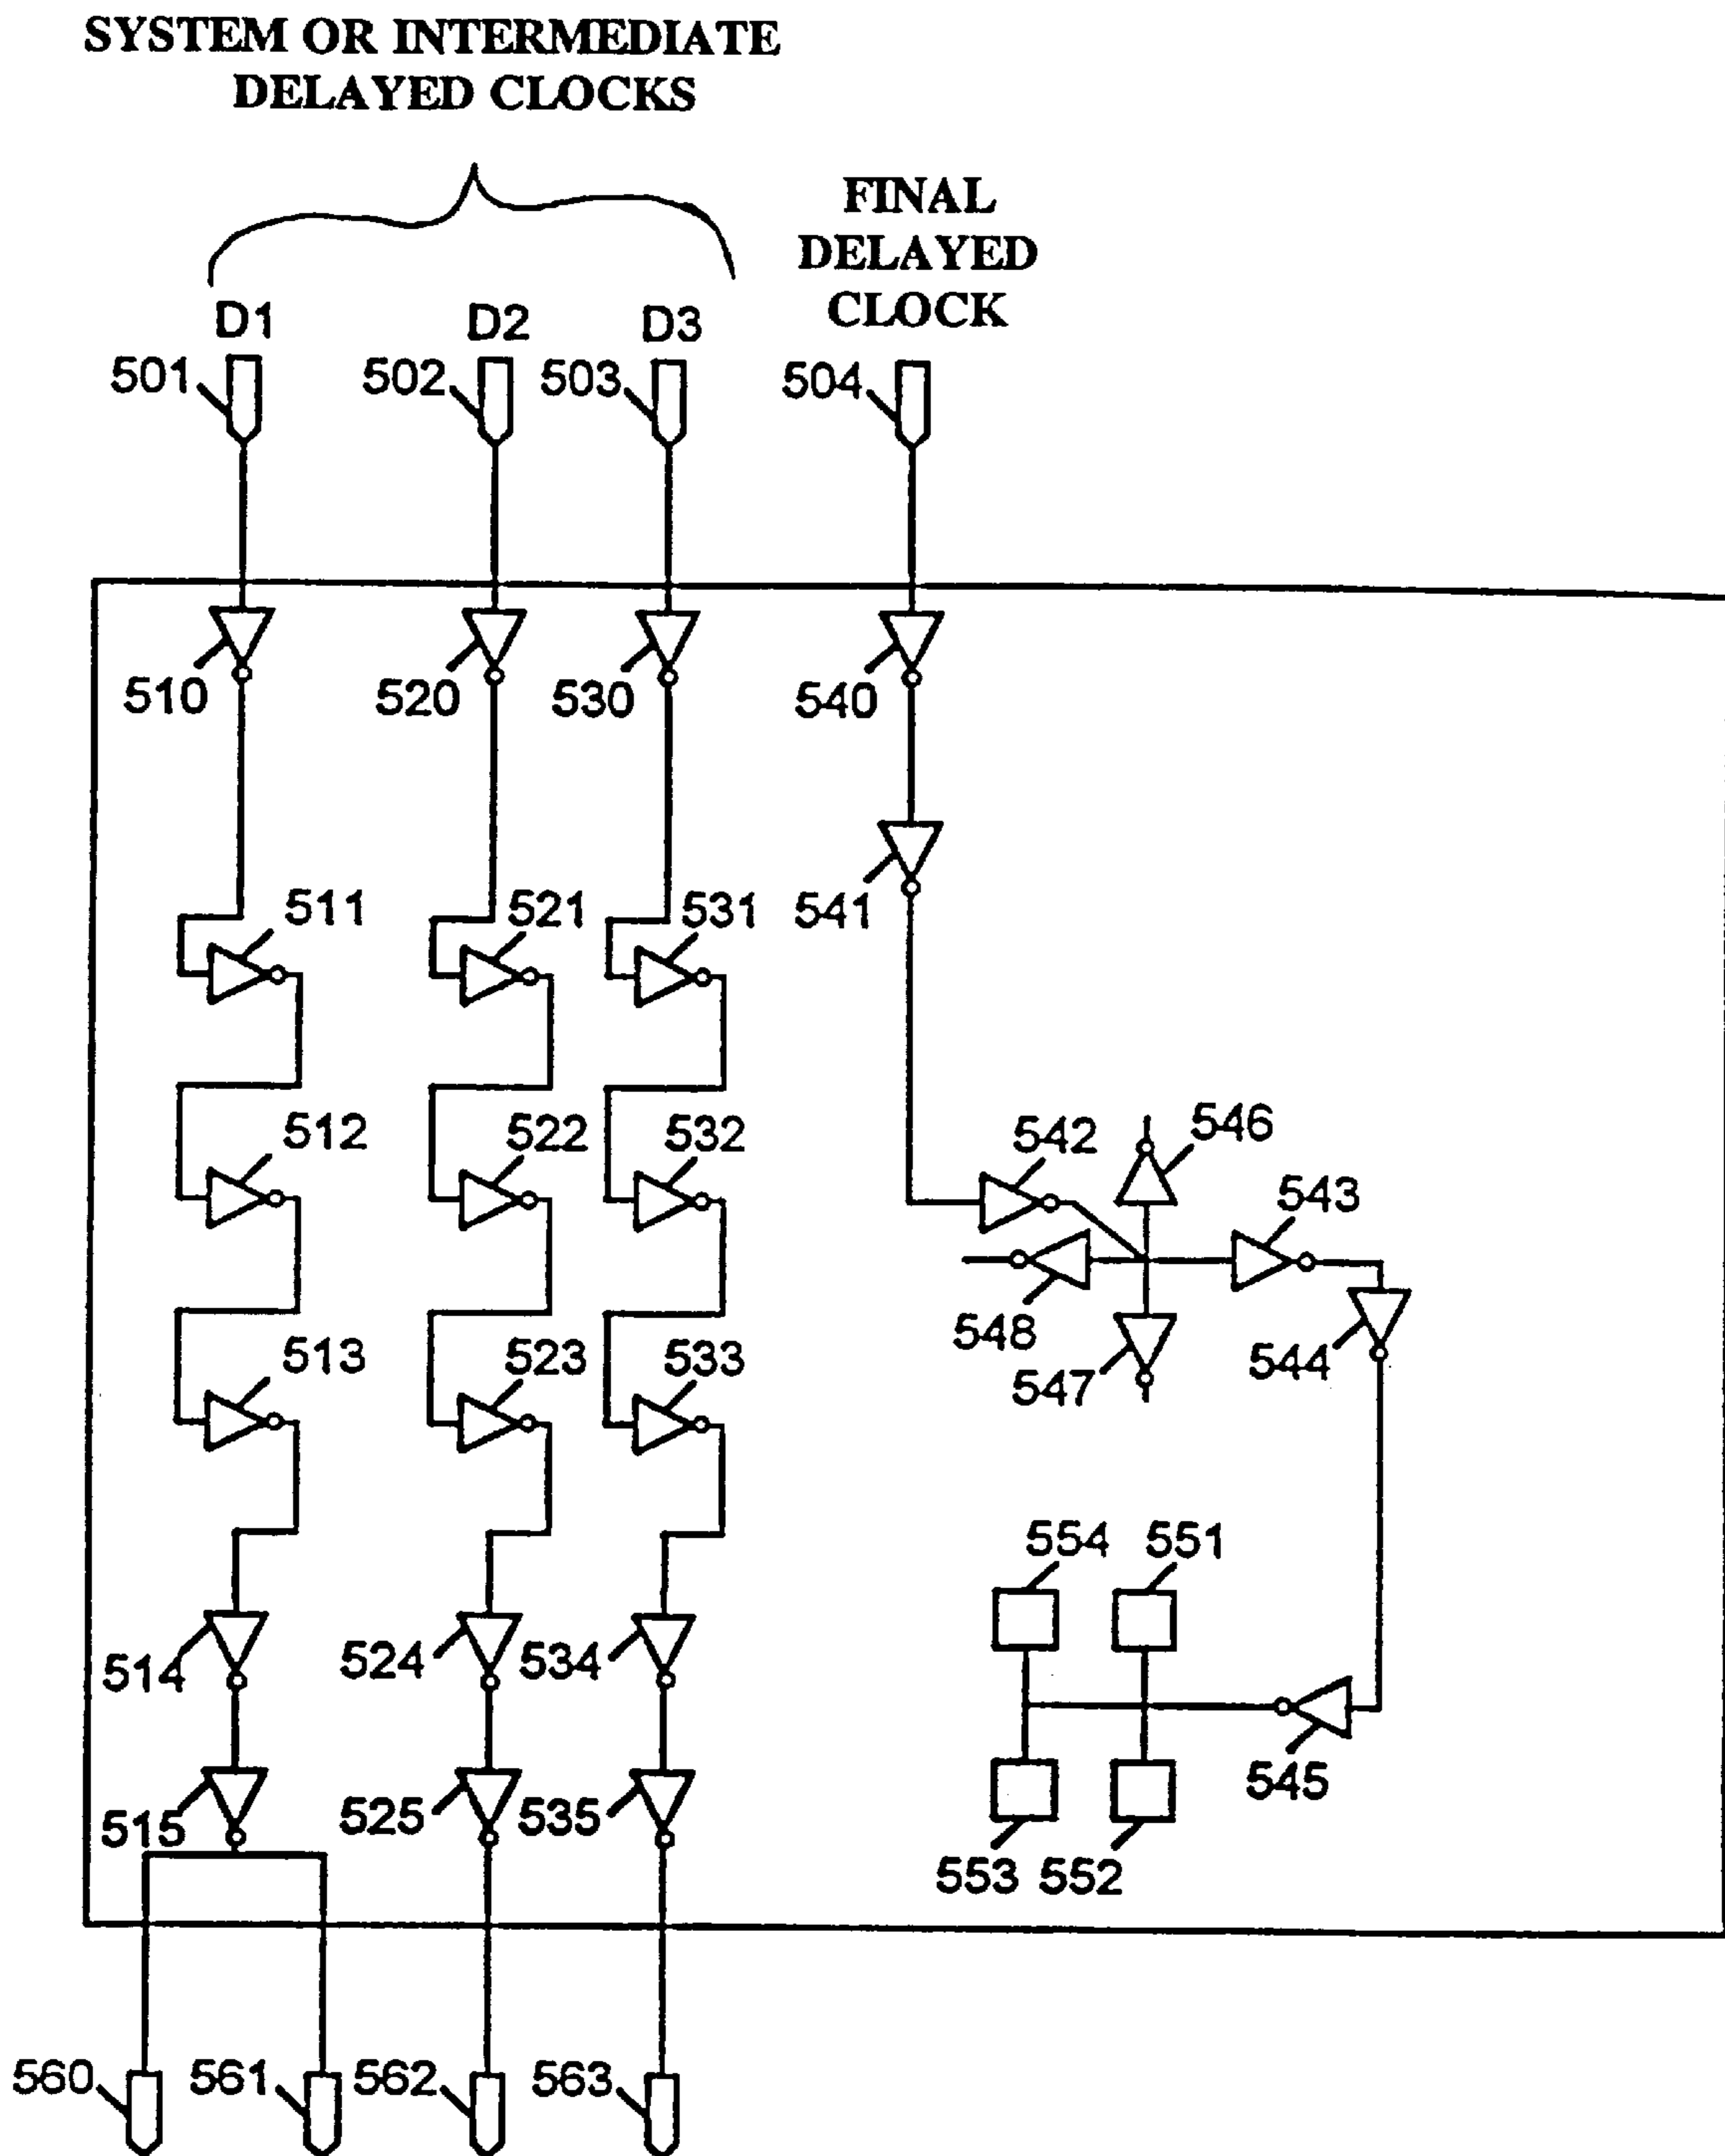 SYSTEM OR INTERMEDIATE
DELAYED CLOCKS
FINAL
DELAYED
CLOCK
D1 D2 D3
501 502 503 504
510 520 530 540
541
511 521 531
512 522 532 542 546
543
548
513 523 533 547 544
554 551
514 524 534
515 525 535 545
553 552
560 561 562 563